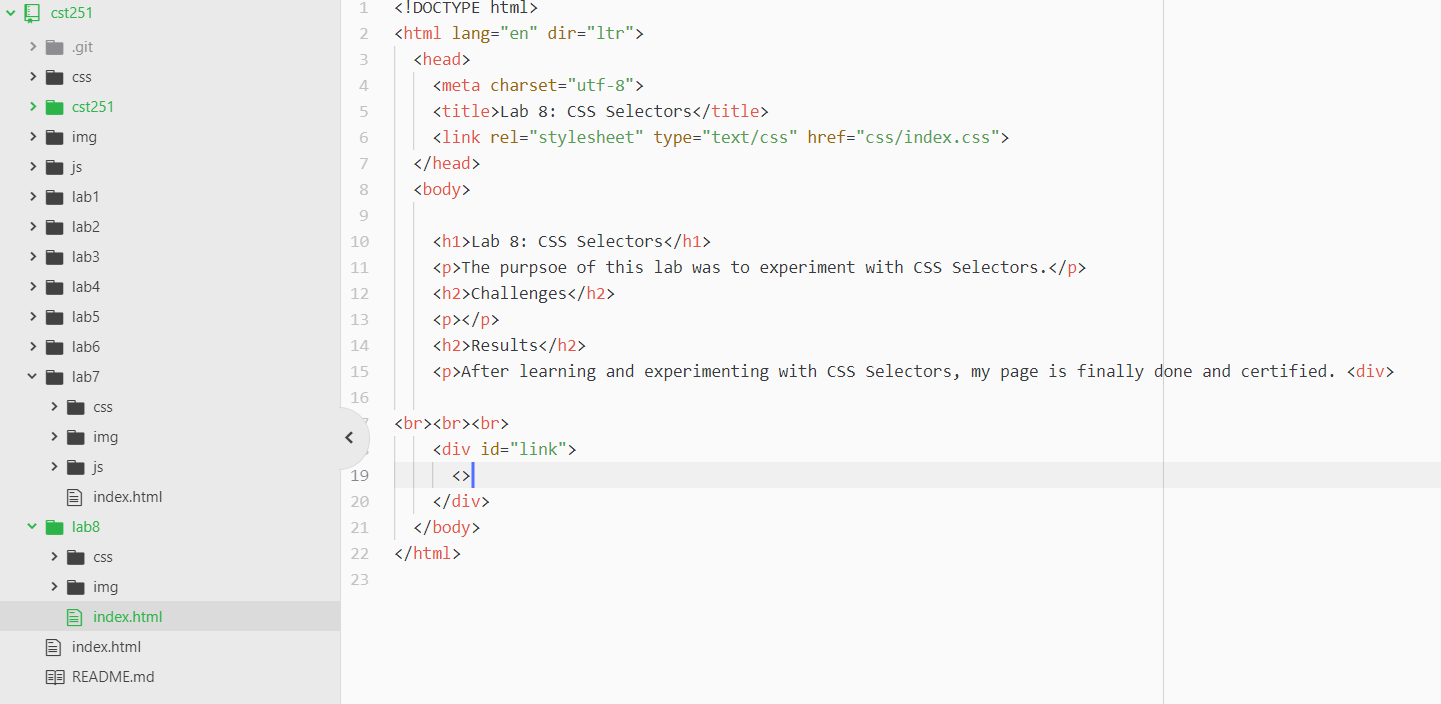 cst251
.git
css
cst251
img
js
lab1
lab2
lab3
lab4
lab5
lab6
lab7
css
img
js
index.html
lab8
css
img
index.html
index.html
README.md
1 <!DOCTYPE html>
2 <html lang="en" dir="ltr">
3 <head>
4 <meta charset="utf-8">
5 <title>Lab 8: CSS Selectors</title>
6 <link rel="stylesheet" type="text/css" href="css/index.css">
7 </head>
8 <body>
9
10 <h1>Lab 8: CSS Selectors</h1>
11 <p>The purpsoe of this lab was to experiment with CSS Selectors.</p>
12 <h2>Challenges</h2>
13 <p></p>
14 <h2>Results</h2>
15 <p>After learning and experimenting with CSS Selectors, my page is finally done and certified. <div>
16
<br><br><br>
<div id="link">
19 <>
20 </div>
21 </body>
22 </html>
23